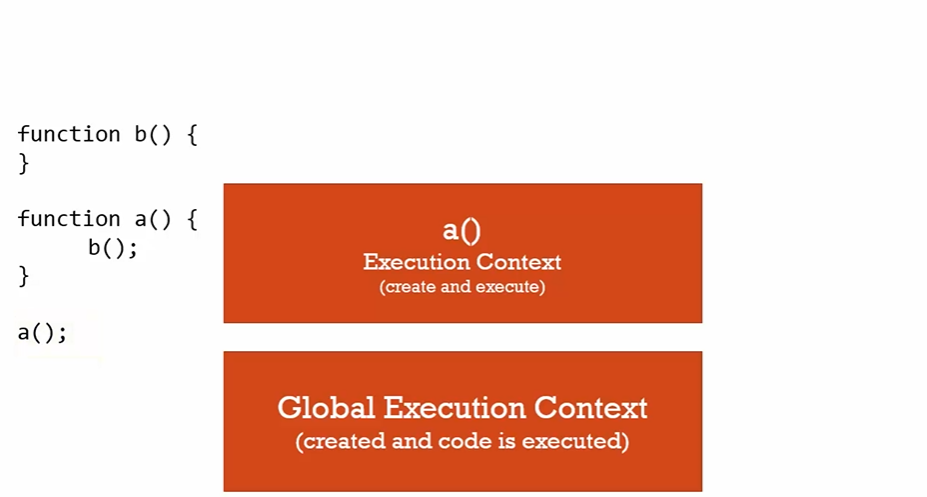 function b() {
}
function a() {
b();
}
a();
a()
Execution Context
(create and execute)
Global Execution Context
(created and code is executed)